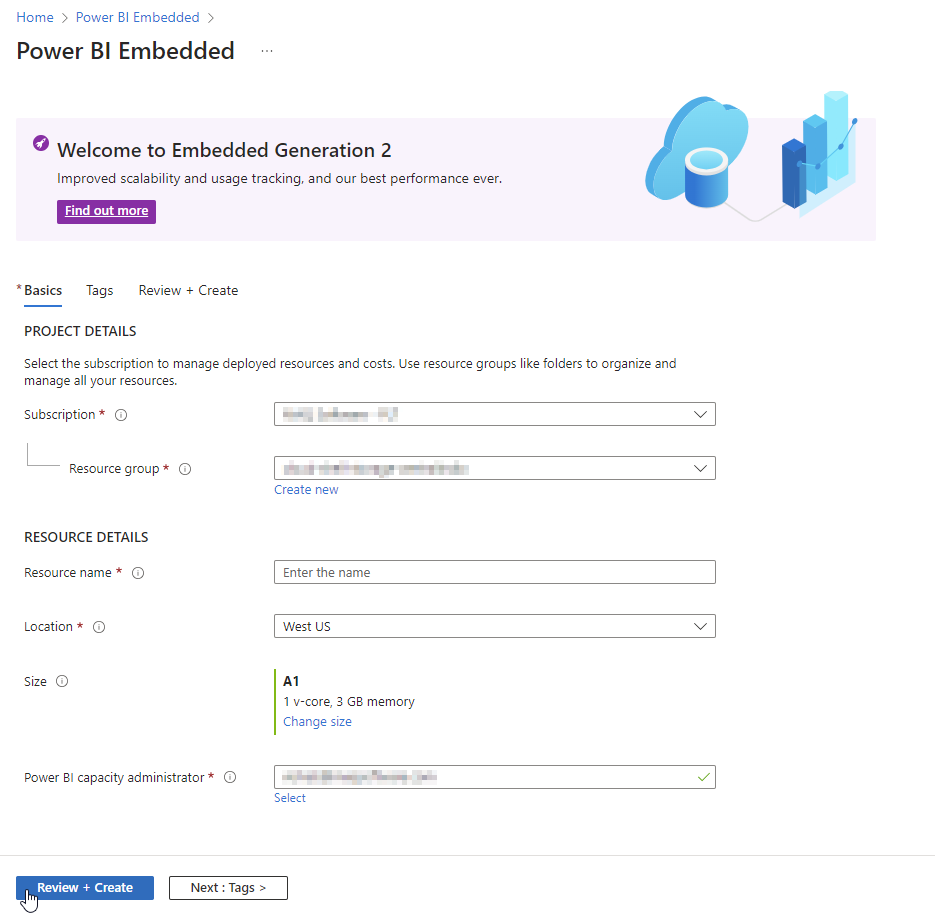 Home > Power BI Embedded >
Power BI Embedded ...
Welcome to Embedded Generation 2
Improved scalability and usage tracking, and our best performance ever.
Find out more
* Basics Tags Review + Create
PROJECT DETAILS
Select the subscription to manage deployed resources and costs. Use resource groups like folders to organize and
manage all your resources.
Subscription *
Resource group *
Create new
RESOURCE DETAILS
Resource name * Enter the name
Location * West US
Size A1
1 v-core, 3 GB memory
Change size
Power BI capacity administrator *
Select
Review + Create Next : Tags >